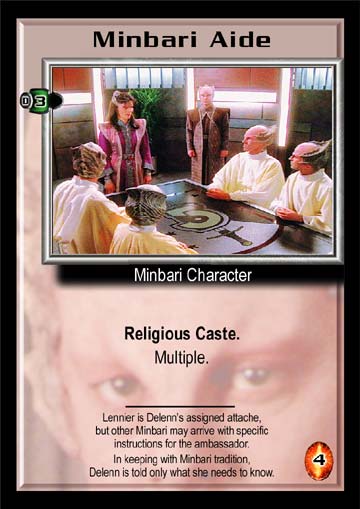 Minbari Aide
0 3
Minbari Character
Religious Caste.
Multiple.
Lennier is Delenn's assigned attache,
but other Minbari may arrive with specific
instructions for the ambassador.
In keeping with Minbari tradition,
Delenn is told only what she needs to know.
4